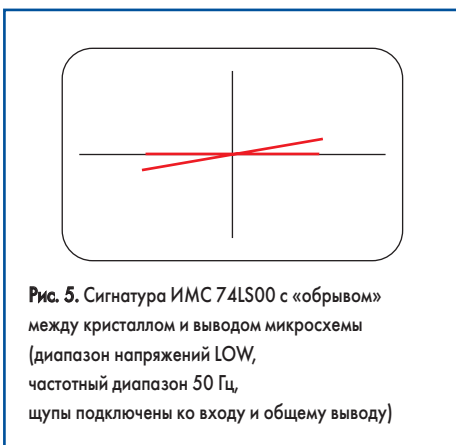 Рис. 5. Сигнатура ИМС 74LS00 с «обрывом»
между кристаллом и выводом микросхемы
(диапазон напряжений LOW,
частотный диапазон 50 Гц,
щупы подключены ко входу и общему выводу)